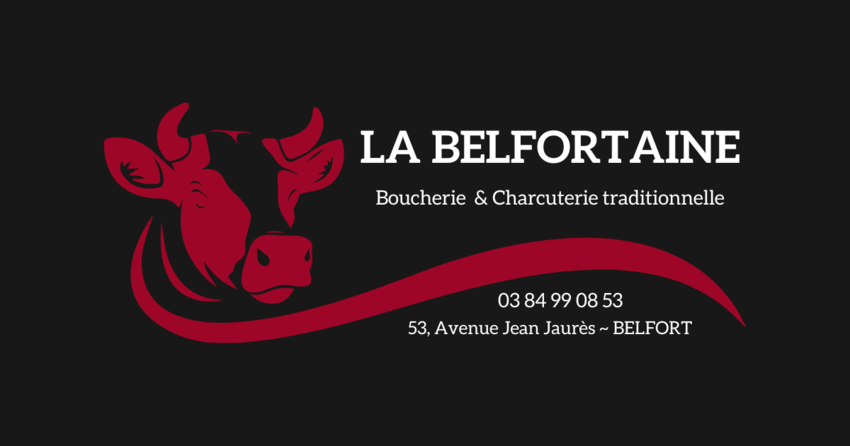 LA BELFORTAINE
Boucherie & Charcuterie traditionnelle
03 84 99 08 53
53, Avenue Jean Jaurès ~ BELFORT